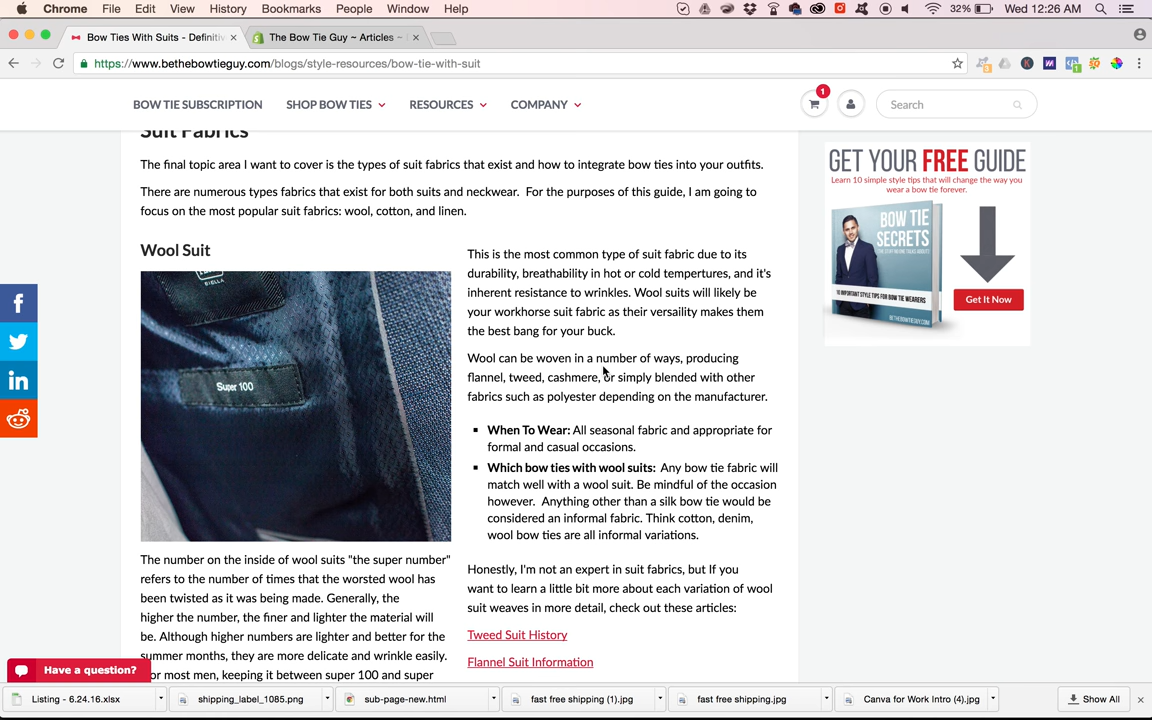 Chrome File Edit View History Bookmarks People Window Help 32% Wed 12:26 AM
Bow Ties With Suits - Definitiv The Bow Tie Guy ~ Articles ~
https://www.bethebowtieguy.com/blogs/style-resources/bow-tie-with-suit
BOW TIE SUBSCRIPTION SHOP BOW TIES RESOURCES COMPANY 1 Search
Suit Fabrics
The final topic area I want to cover is the types of suit fabrics that exist and how to integrate bow ties into your outfits.
There are numerous types fabrics that exist for both suits and neckwear. For the purposes of this guide, I am going to
focus on the most popular suit fabrics: wool, cotton, and linen.
Wool Suit
Super 100
The number on the inside of wool suits "the super number"
refers to the number of times that the worsted wool has
been twisted as it was being made. Generally, the
higher the number, the finer and lighter the material will
be. Although higher numbers are lighter and better for the
summer months, they are more delicate and wrinkle easily.
or most men, keeping it between super 100 and super
This is the most common type of suit fabric due to its
durability, breathability in hot or cold tempertures, and it's
inherent resistance to wrinkles. Wool suits will likely be
your workhorse suit fabric as their versaility makes them
the best bang for your buck.
Wool can be woven in a number of ways, producing
flannel, tweed, cashmere, or simply blended with other
fabrics such as polyester depending on the manufacturer.
When To Wear: All seasonal fabric and appropriate for
formal and casual occasions.
Which bow ties with wool suits: Any bow tie fabric will
match well with a wool suit. Be mindful of the occasion
however. Anything other than a silk bow tie would be
considered an informal fabric. Think cotton, denim,
wool bow ties are all informal variations.
Honestly, I'm not an expert in suit fabrics, but If you
want to learn a little bit more about each variation of wool
suit weaves in more detail, check out these articles:
Tweed Suit History
Flannel Suit Information
GET YOUR FREE GUIDE
Learn 10 simple style tips that will change the way you
wear a bow tie forever.
BOW TIE
SECRETS
10 IMPORTANT STYLE TIPS FOR BOW TIE WEARERS
BETHEBOWTIEGUY.COM
Get It Now
Have a question?
Listing - 6.24.16.xlsx shipping_label_1085.png sub-page-new.html fast free shipping (1).jpg fast free shipping.jpg Canva for Work Intro (4).jpg Show All